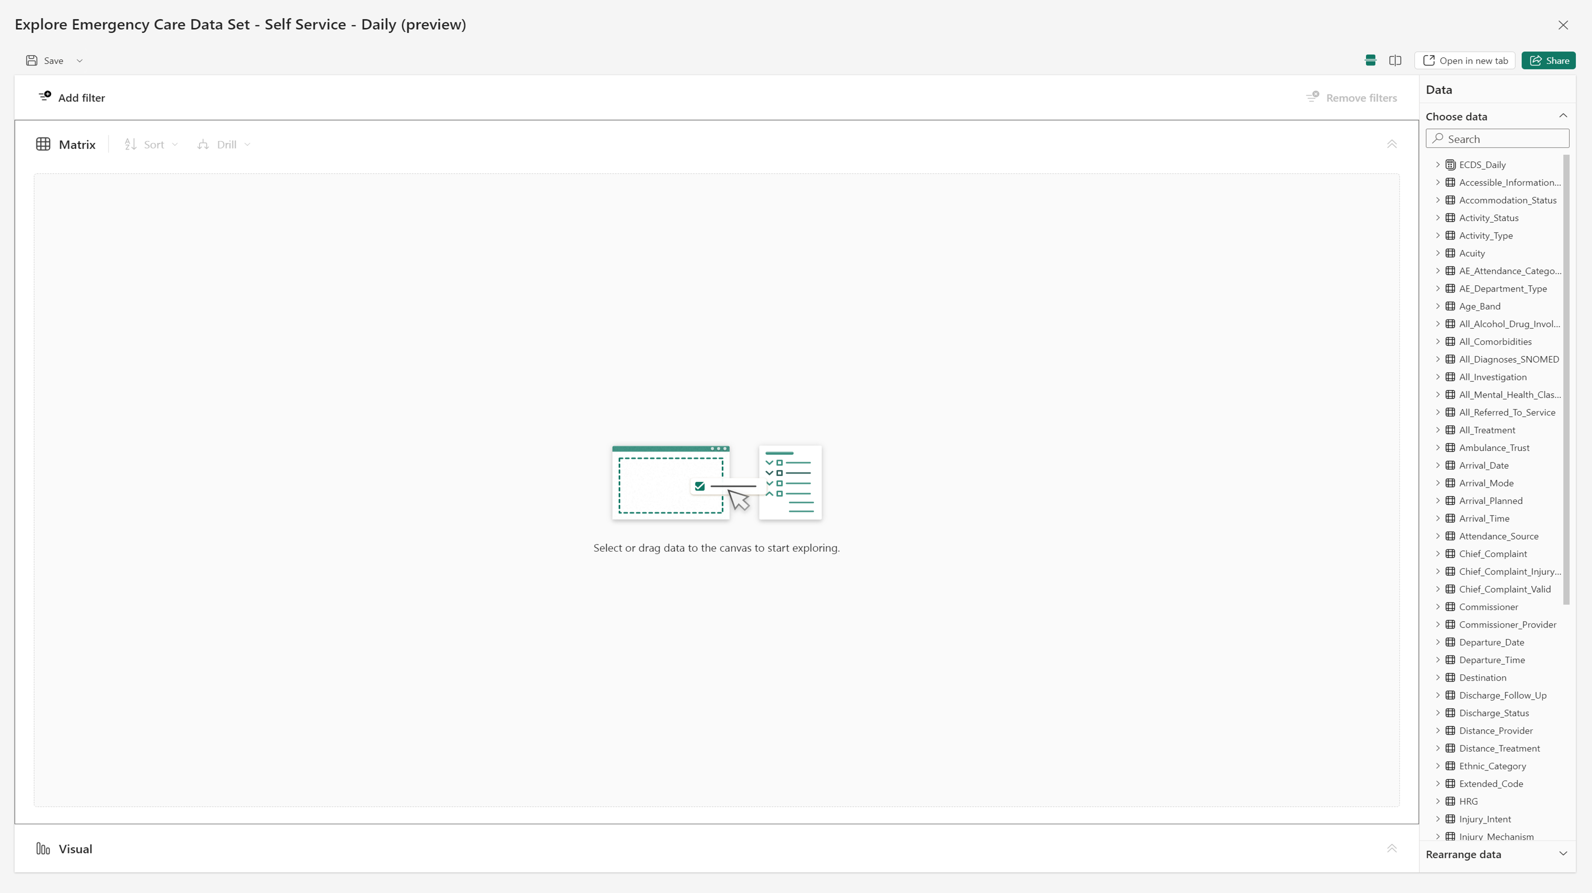 Explore Emergency Care Data Set - Self Service - Daily (preview)
Save
Open in new tab
Share
Add filter
Remove filters
Matrix
Sort
Drill
Select or drag data to the canvas to start exploring.
Visual
Data
Choose data
Search
ECDS_Daily
Accessible_Information...
Accommodation_Status
Activity_Status
Activity_Type
Acuity
AE_Attendance_Catego...
AE_Department_Type
Age_Band
All_Alcohol_Drug_Invol...
All_Comorbidities
All_Diagnoses_SNOMED
All_Investigation
All_Mental_Health_Clas...
All_Referred_To_Service
All_Treatment
Ambulance_Trust
Arrival_Date
Arrival_Mode
Arrival_Planned
Arrival_Time
Attendance_Source
Chief_Complaint
Chief_Complaint_Injury...
Chief_Complaint_Valid
Commissioner
Commissioner_Provider
Departure_Date
Departure_Time
Destination
Discharge_Follow_Up
Discharge_Status
Distance_Provider
Distance_Treatment
Ethnic_Category
Extended_Code
HRG
Injury_Intent
Injury_Mechanism
Rearrange data